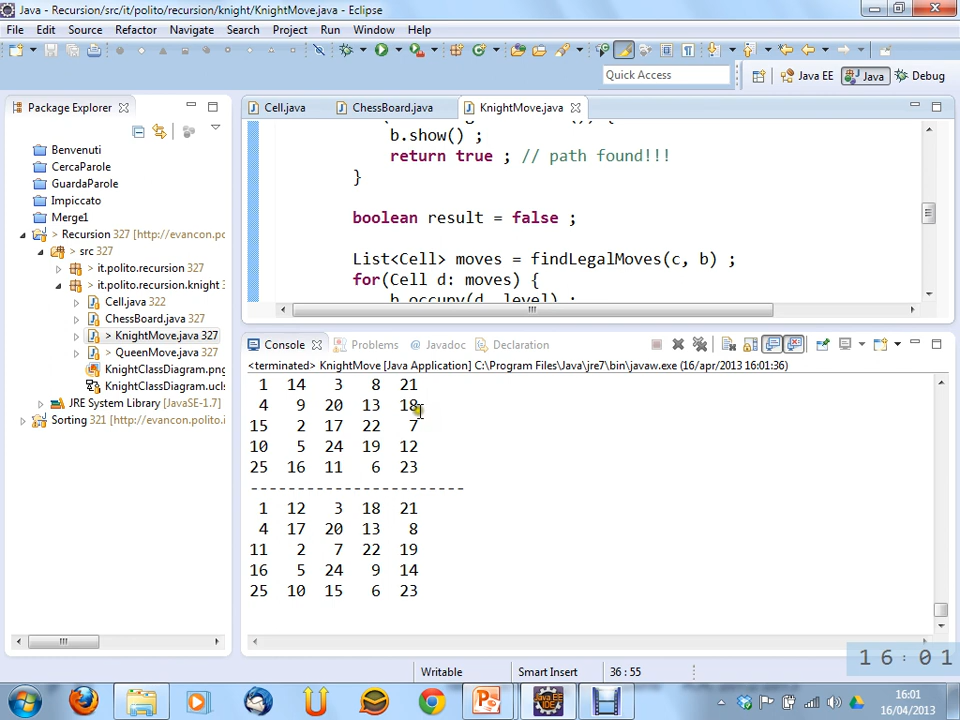 Java - Recursion/src/it/polito/recursion/knight/KnightMove.java - Eclipse
File Edit Source Refactor Navigate Search Project Run Window Help
Quick Access
Java EE Java Debug
Package Explorer
Benvenuti
CercaParole
GuardaParole
Impiccato
Merge1
> Recursion 327 [http://evancon.po
> src 327
> it.polito.recursion 327
> it.polito.recursion.knight
Cell.java 322
ChessBoard.java 327
> KnightMove.java 327
> QueenMove.java 327
KnightClassDiagram.png
KnightClassDiagram.ucls
JRE System Library [JavaSE-1.7]
Sorting 321 [http://evancon.polito.i
Cell.java ChessBoard.java KnightMove.java
b.show() ;
return true ; // path found!!!
}
boolean result = false ;
List<Cell> moves = findLegalMoves(c, b) ;
for(Cell d: moves) {
b.occupy(d, level) ;
Console Problems Javadoc Declaration
<terminated> KnightMove [Java Application] C:\Program Files\Java\jre7\bin\javaw.exe (16/apr/2013 16:01:36)
1 14 3 8 21
4 9 20 13 18
15 2 17 22 7
10 5 24 19 12
25 16 11 6 23
-----------------------
1 12 3 18 21
4 17 20 13 8
11 2 7 22 19
16 5 24 9 14
25 10 15 6 23
16:01
Writable Smart Insert 36 : 55
16:01
16/04/2013